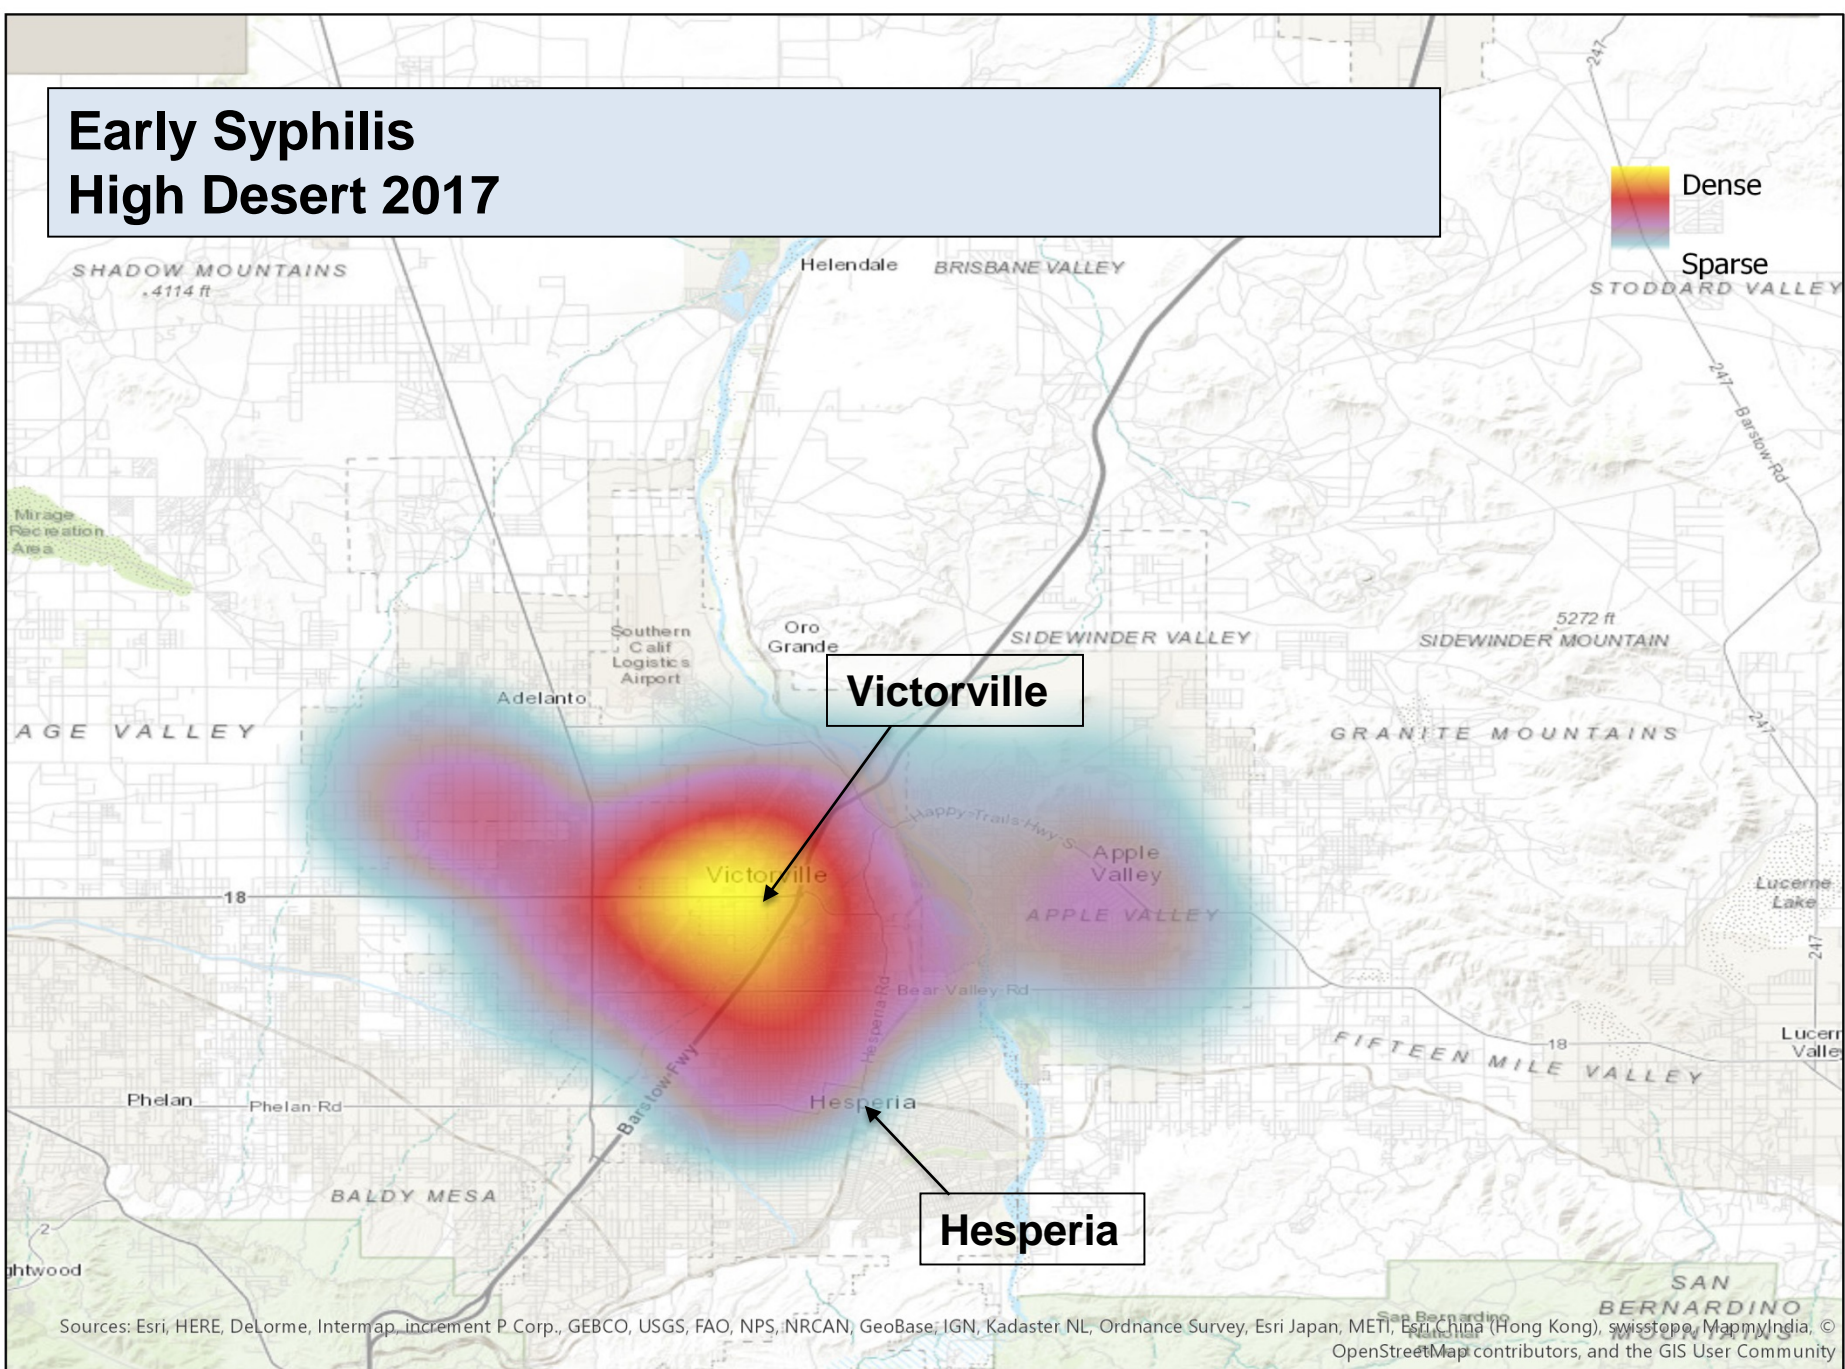 Early Syphilis
High Desert 2017
247
Dense
Sparse
SHADOW MOUNTAINS
4114 ft
Helendale
BRISBANE VALLEY
STODDARD VALLEY
247
Barstow Rd
Mirage
Recreation
Area
Southern
Calif
Logistics
Airport
Oro
Grande
SIDEWINDER VALLEY
5272 ft
SIDEWINDER MOUNTAIN
Victorville
Adelanto
AGE VALLEY
GRANITE MOUNTAINS
247
Happy Trails Hwy S
Apple
Valley
Victorville
18
APPLE VALLEY
Lucerne
Lake
247
Bear Valley Rd
Hesperia Rd
FIFTEEN MILE VALLEY
18
Lucern
Valle
Barstow Fwy
Phelan
Phelan Rd
Hesperia
BALDY MESA
Hesperia
2
ghtwood
SAN
BERNARDINO
MOUNTAINS
San Bernardino
National
Sources: Esri, HERE, DeLorme, Intermap, increment P Corp., GEBCO, USGS, FAO, NPS, NRCAN, GeoBase, IGN, Kadaster NL, Ordnance Survey, Esri Japan, METI, Esri China (Hong Kong), swisstopo, MapmyIndia, ©
OpenStreetMap contributors, and the GIS User Community